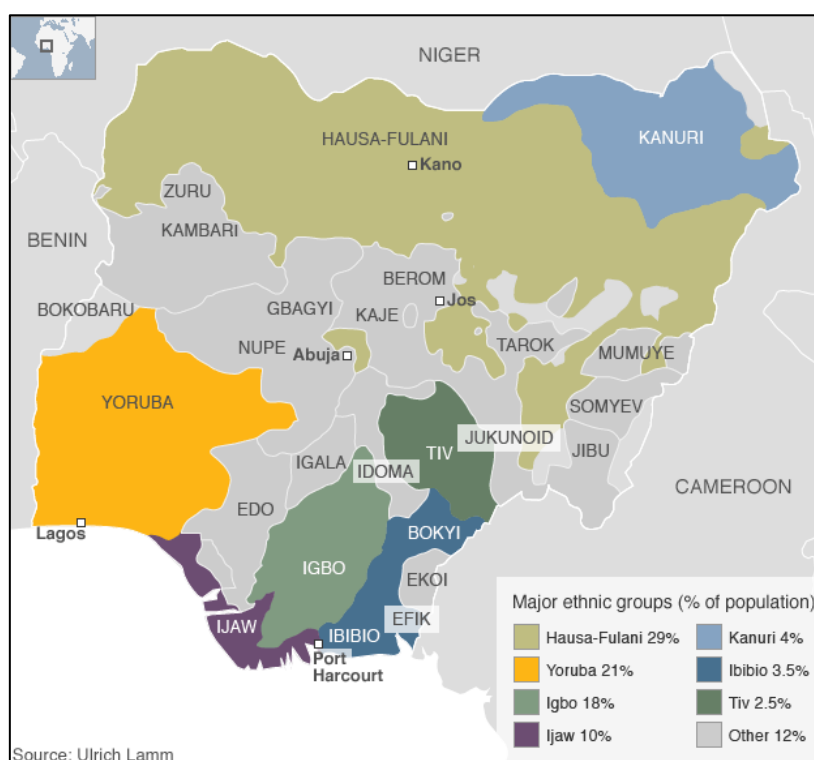 NIGER
HAUSA-FULANI
KANURI
Kano
ZURU
KAMBARI
BENIN
BEROM
Jos
BOKOBARU
GBAGYI
KAJE
NUPE
Abuja
TAROK
MUMUYE
YORUBA
SOMYEV
JUKUNOID
TIV
JIBU
IGALA
IDOMA
CAMEROON
EDO
Lagos
BOKYI
IGBO
EKOI
EFIK
IJAW
IBIBIO
Port
Harcourt
Major ethnic groups (% of population)
Hausa-Fulani 29%
Yoruba 21%
Igbo 18%
Ijaw 10%
Kanuri 4%
Ibibio 3.5%
Tiv 2.5%
Other 12%
Source: Ulrich Lamm